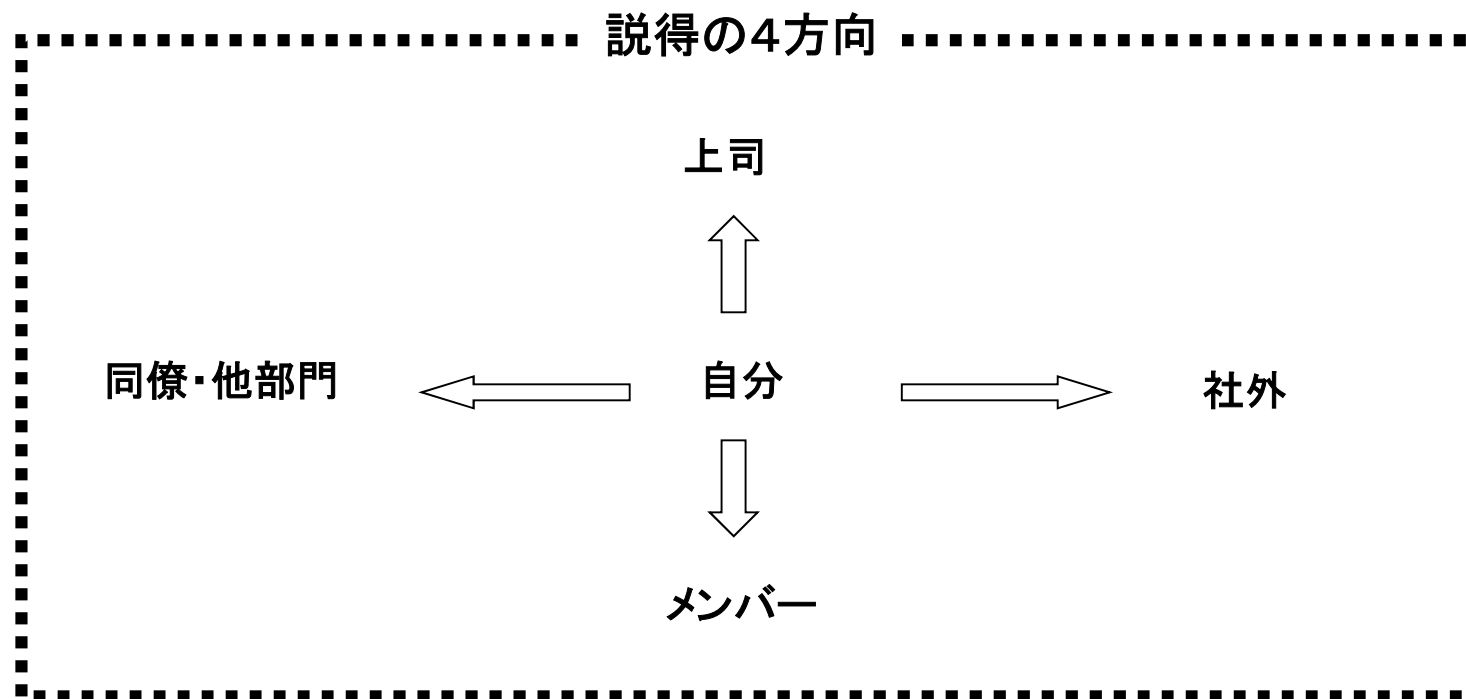 説得の4方向
上司
同僚・他部門
自分
社外
メンバー